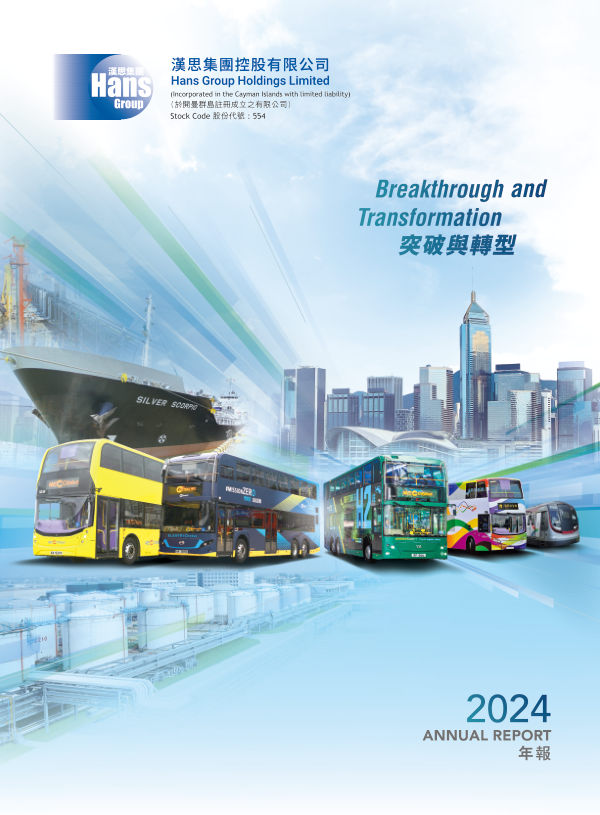 漢思集團
Hans
Group
漢思集團控股有限公司
Hans Group Holdings Limited
(Incorporated in the Cayman Islands with limited liability)
(於開曼群島註冊成立之有限公司)
Stock Code 股份代號：554
Breakthrough and
Transformation
突破與轉型
SILVER SCORPIO
2024
ANNUAL REPORT
年報